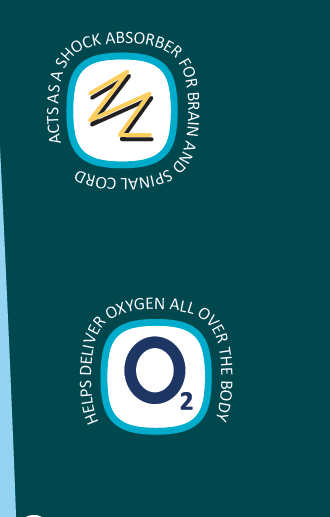 ACTS AS A SHOCK ABSORBER FOR BRAIN AND SPINAL CORD
HELPS DELIVER OXYGEN ALL OVER THE BODY
O2